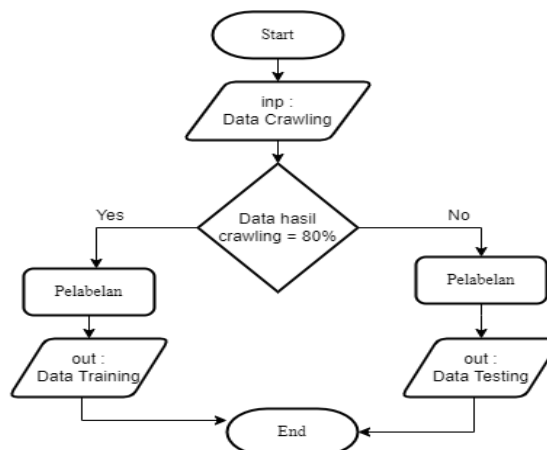 Start
inp :
Data Crawling
Data hasil
crawling = 80%
Yes
No
Pelabelan
Pelabelan
out :
Data Training
out :
Data Testing
End